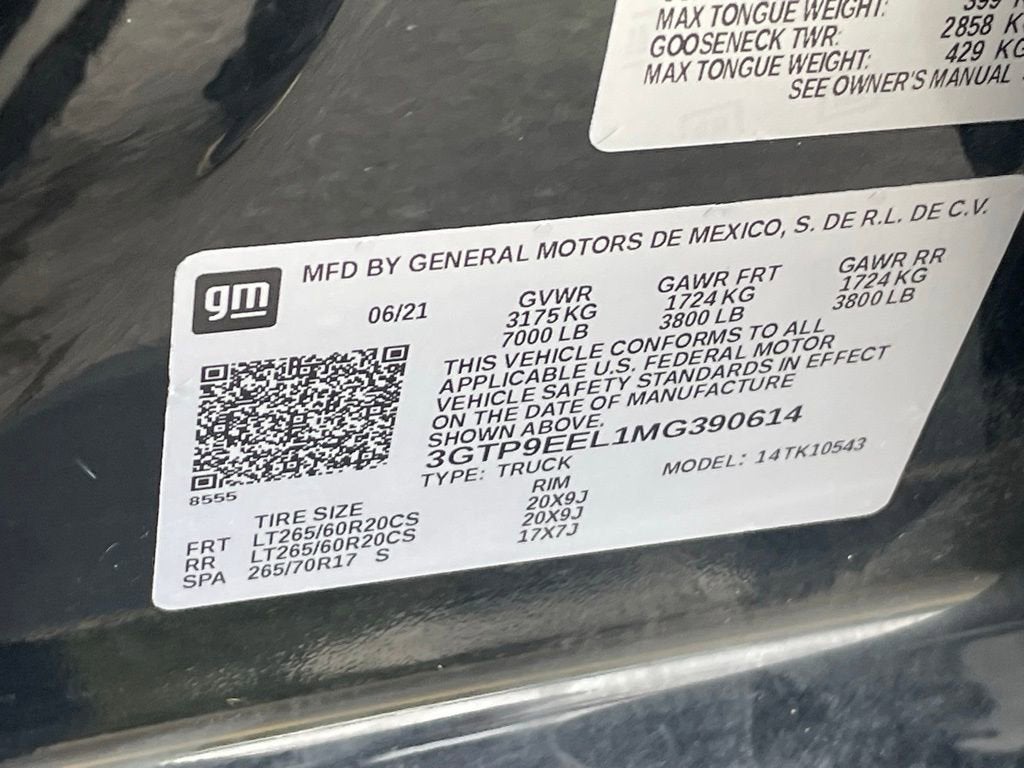 MAX TONGUE WEIGHT:
GOOSENECK TWR: 2858 K
MAX TONGUE WEIGHT: 429 KG
SEE OWNER'S MANUAL
gm
MFD BY GENERAL MOTORS DE MEXICO, S. DE R.L. DE C.V.
06/21 GVWR GAWR FRT GAWR RR
3175 KG 1724 KG 1724 KG
7000 LB 3800 LB 3800 LB
THIS VEHICLE CONFORMS TO ALL
APPLICABLE U.S. FEDERAL MOTOR
VEHICLE SAFETY STANDARDS IN EFFECT
ON THE DATE OF MANUFACTURE
SHOWN ABOVE.
3GTP9EEL1MG390614
TYPE: TRUCK MODEL: 14TK10543
8555
TIRE SIZE RIM
FRT LT265/60R20CS 20X9J
RR LT265/60R20CS 20X9J
SPA 265/70R17 S 17X7J